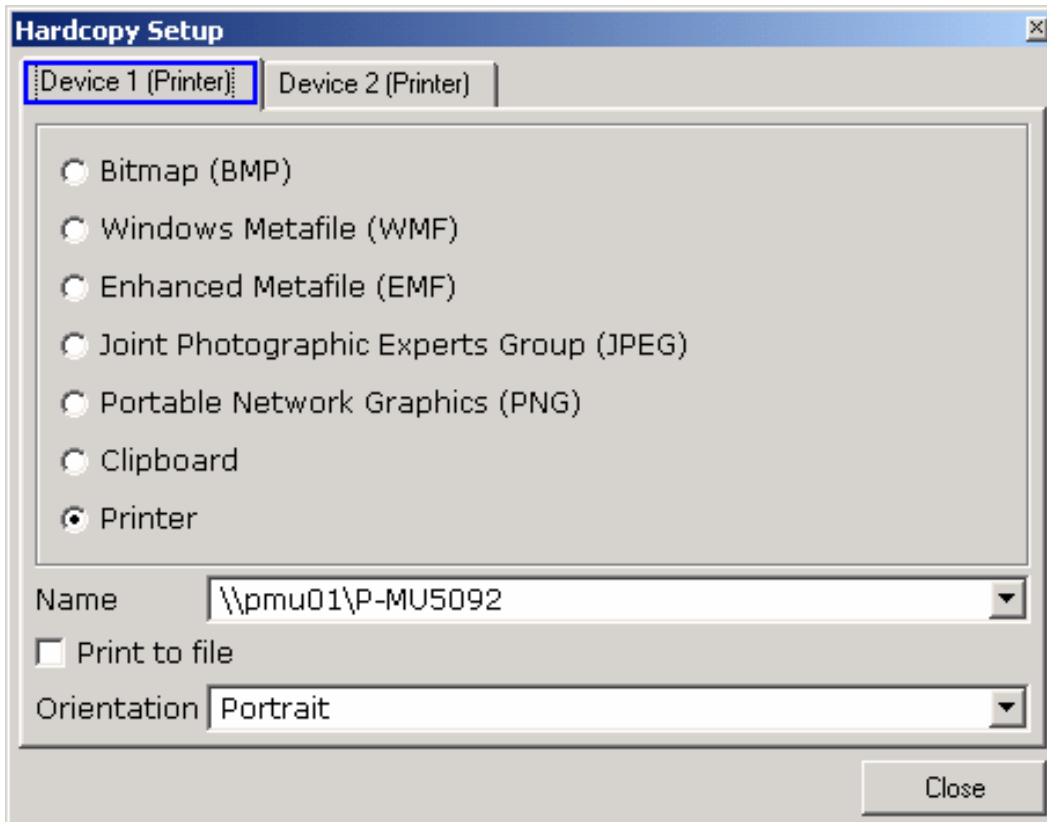 Hardcopy Setup
Device 1 (Printer) Device 2 (Printer)
Bitmap (BMP)
Windows Metafile (WMF)
Enhanced Metafile (EMF)
Joint Photographic Experts Group (JPEG)
Portable Network Graphics (PNG)
Clipboard
Printer
Name \\pmu01\P-MU5092
Print to file
Orientation Portrait
Close